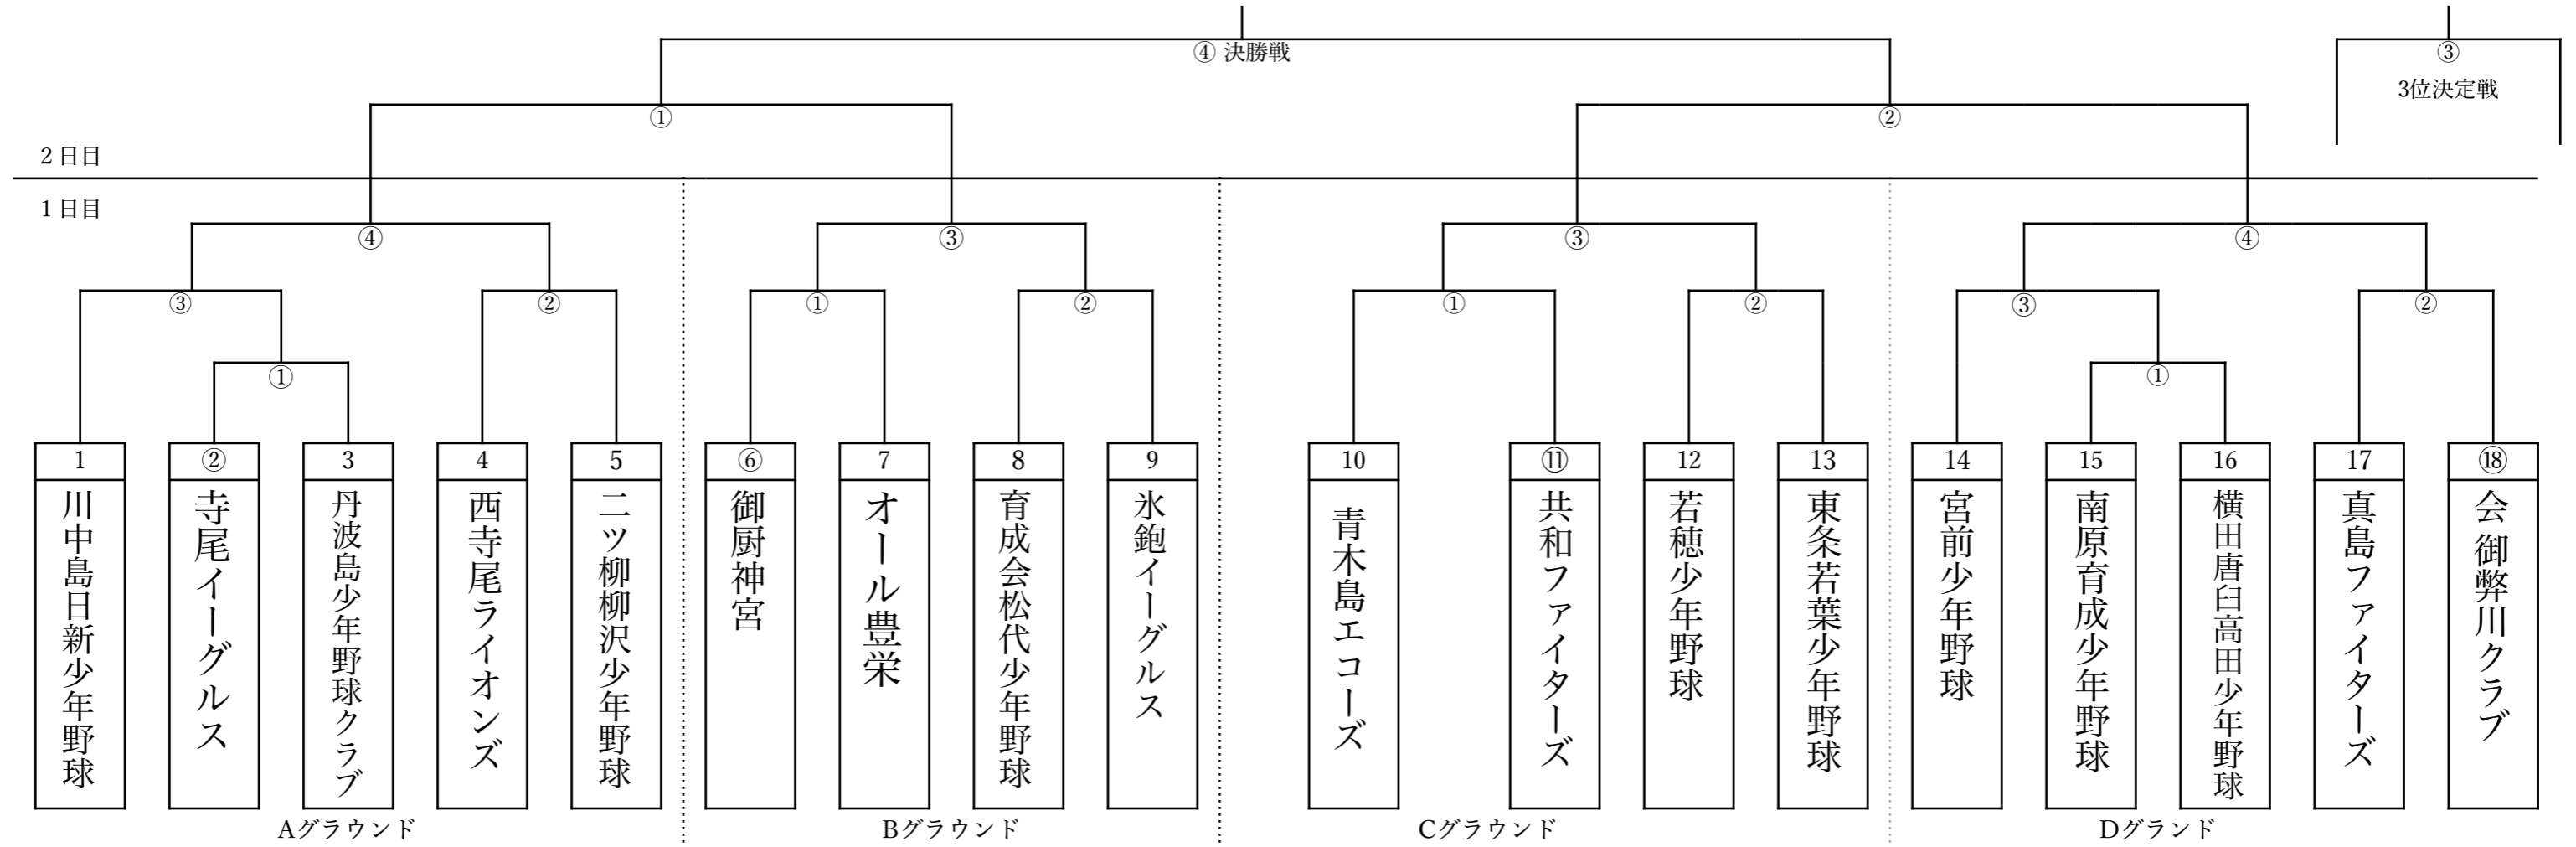 ④ 決勝戦
③
3位決定戦
①
②
2日目
1日目
④
③
③
④
③
②
①
②
①
②
③
②
①
①
1
②
3
4
5
⑥
7
8
9
10
⑪
12
13
14
15
16
17
⑱
川中島日新少年野球
寺尾イーグルス
丹波島少年野球クラブ
西寺尾ライオンズ
二ツ柳柳沢少年野球
御厨神宮
オール豊栄
育成会松代少年野球
氷鉋イーグルス
青木島エコーズ
共和ファイターズ
若穂少年野球
東条若葉少年野球
宮前少年野球
南原育成少年野球
横田唐臼高田少年野球
真島ファイターズ
会御弊川クラブ
Aグラウンド
Bグラウンド
Cグラウンド
Dグランド